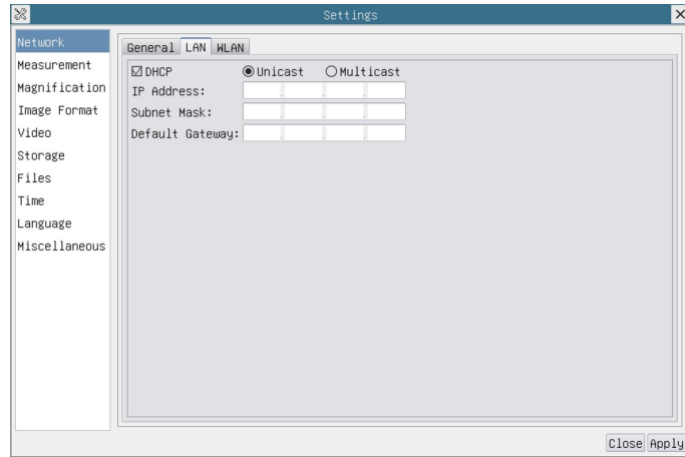 Settings
Network
Measurement
Magnification
Image Format
Video
Storage
Files
Time
Language
Miscellaneous
General LAN WLAN
DHCP Unicast Multicast
IP Address:
Subnet Mask:
Default Gateway:
Close Apply